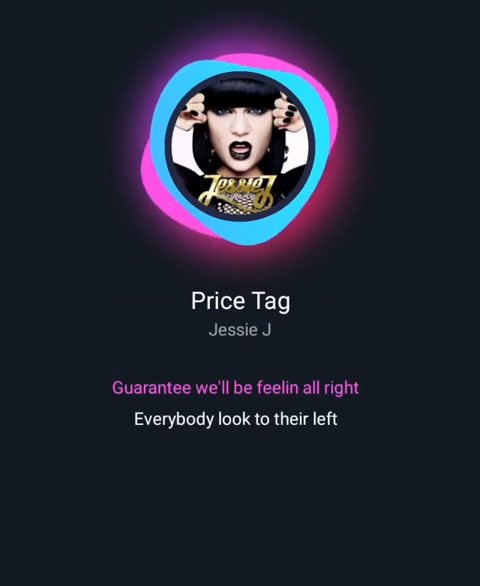 Jessie J
Price Tag
Jessie J
Guarantee we'll be feelin all right
Everybody look to their left